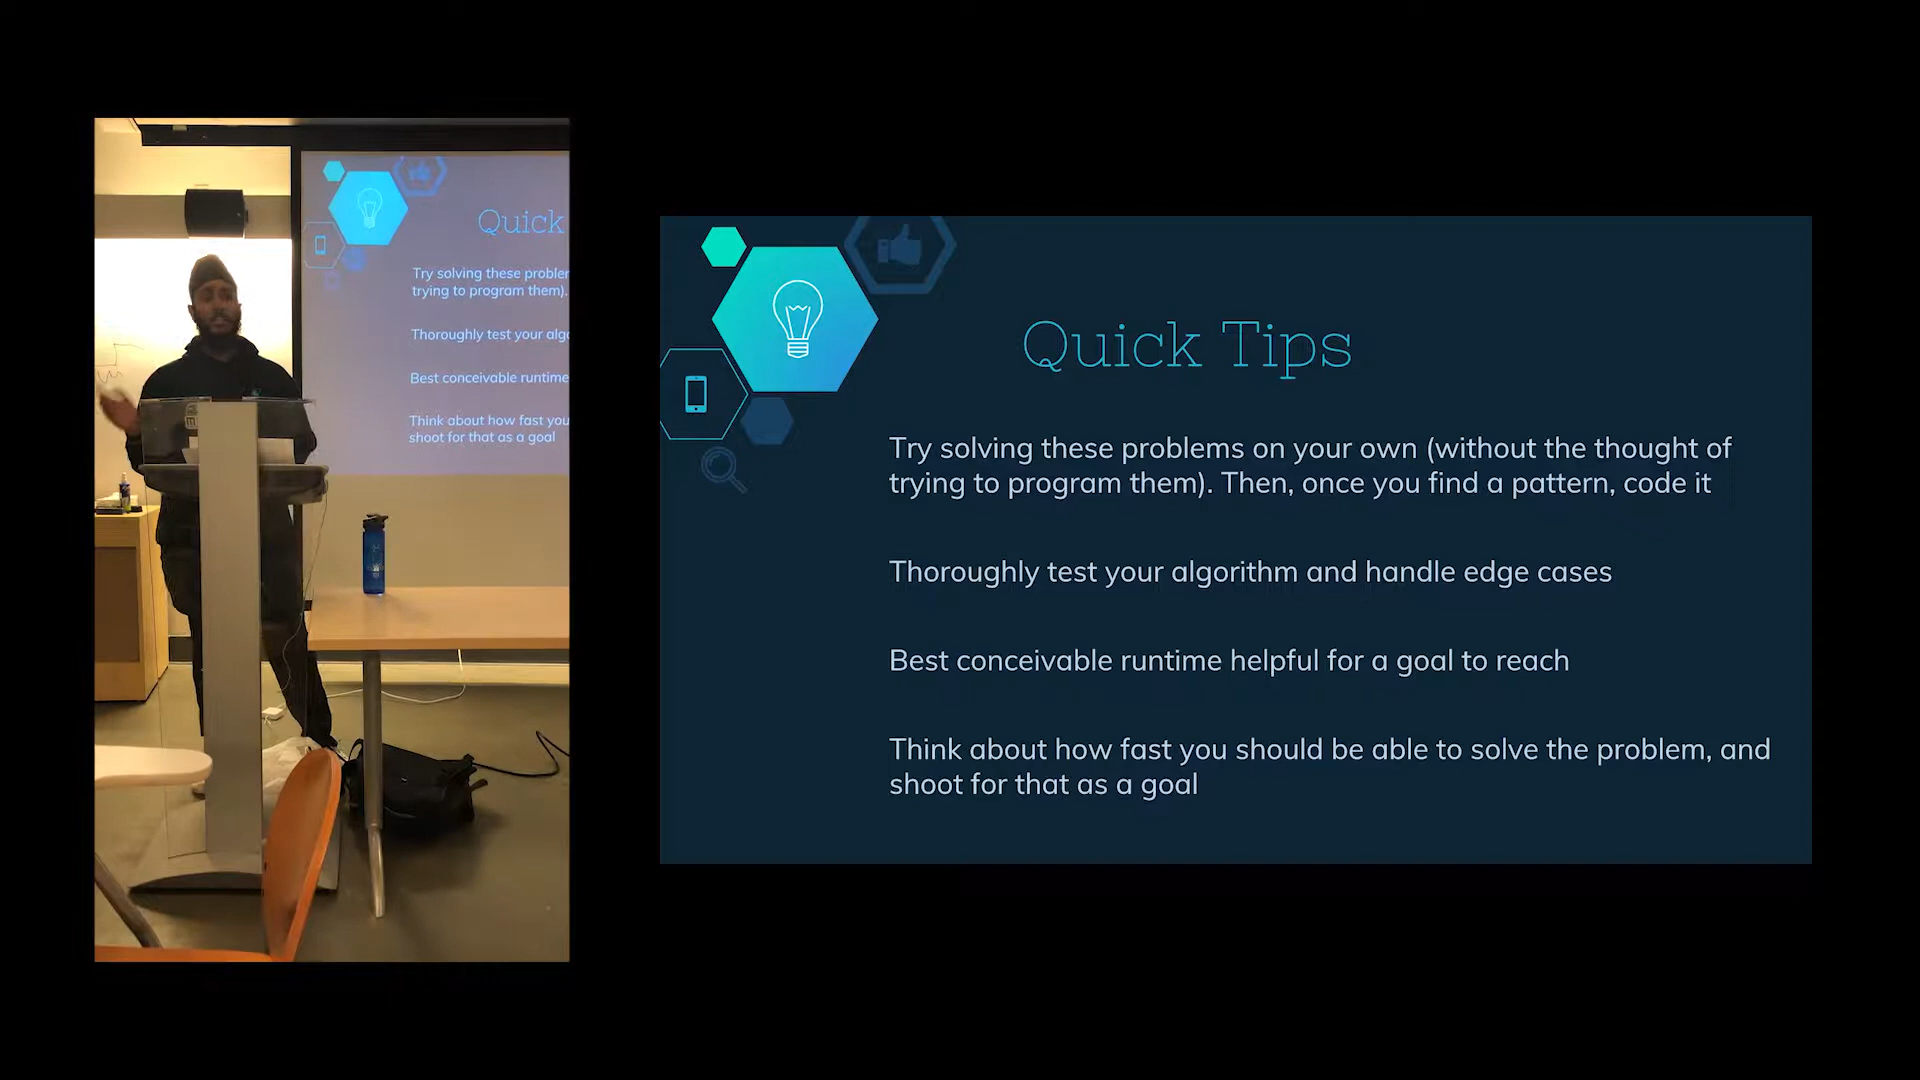 Quick
Try solving these
trying to program them).
Thoroughly test your
Best conceivable runtime
Think about how fast you
shoot for that as a goal
Quick Tips
Try solving these problems on your own (without the thought of
trying to program them). Then, once you find a pattern, code it
Thoroughly test your algorithm and handle edge cases
Best conceivable runtime helpful for a goal to reach
Think about how fast you should be able to solve the problem, and
shoot for that as a goal